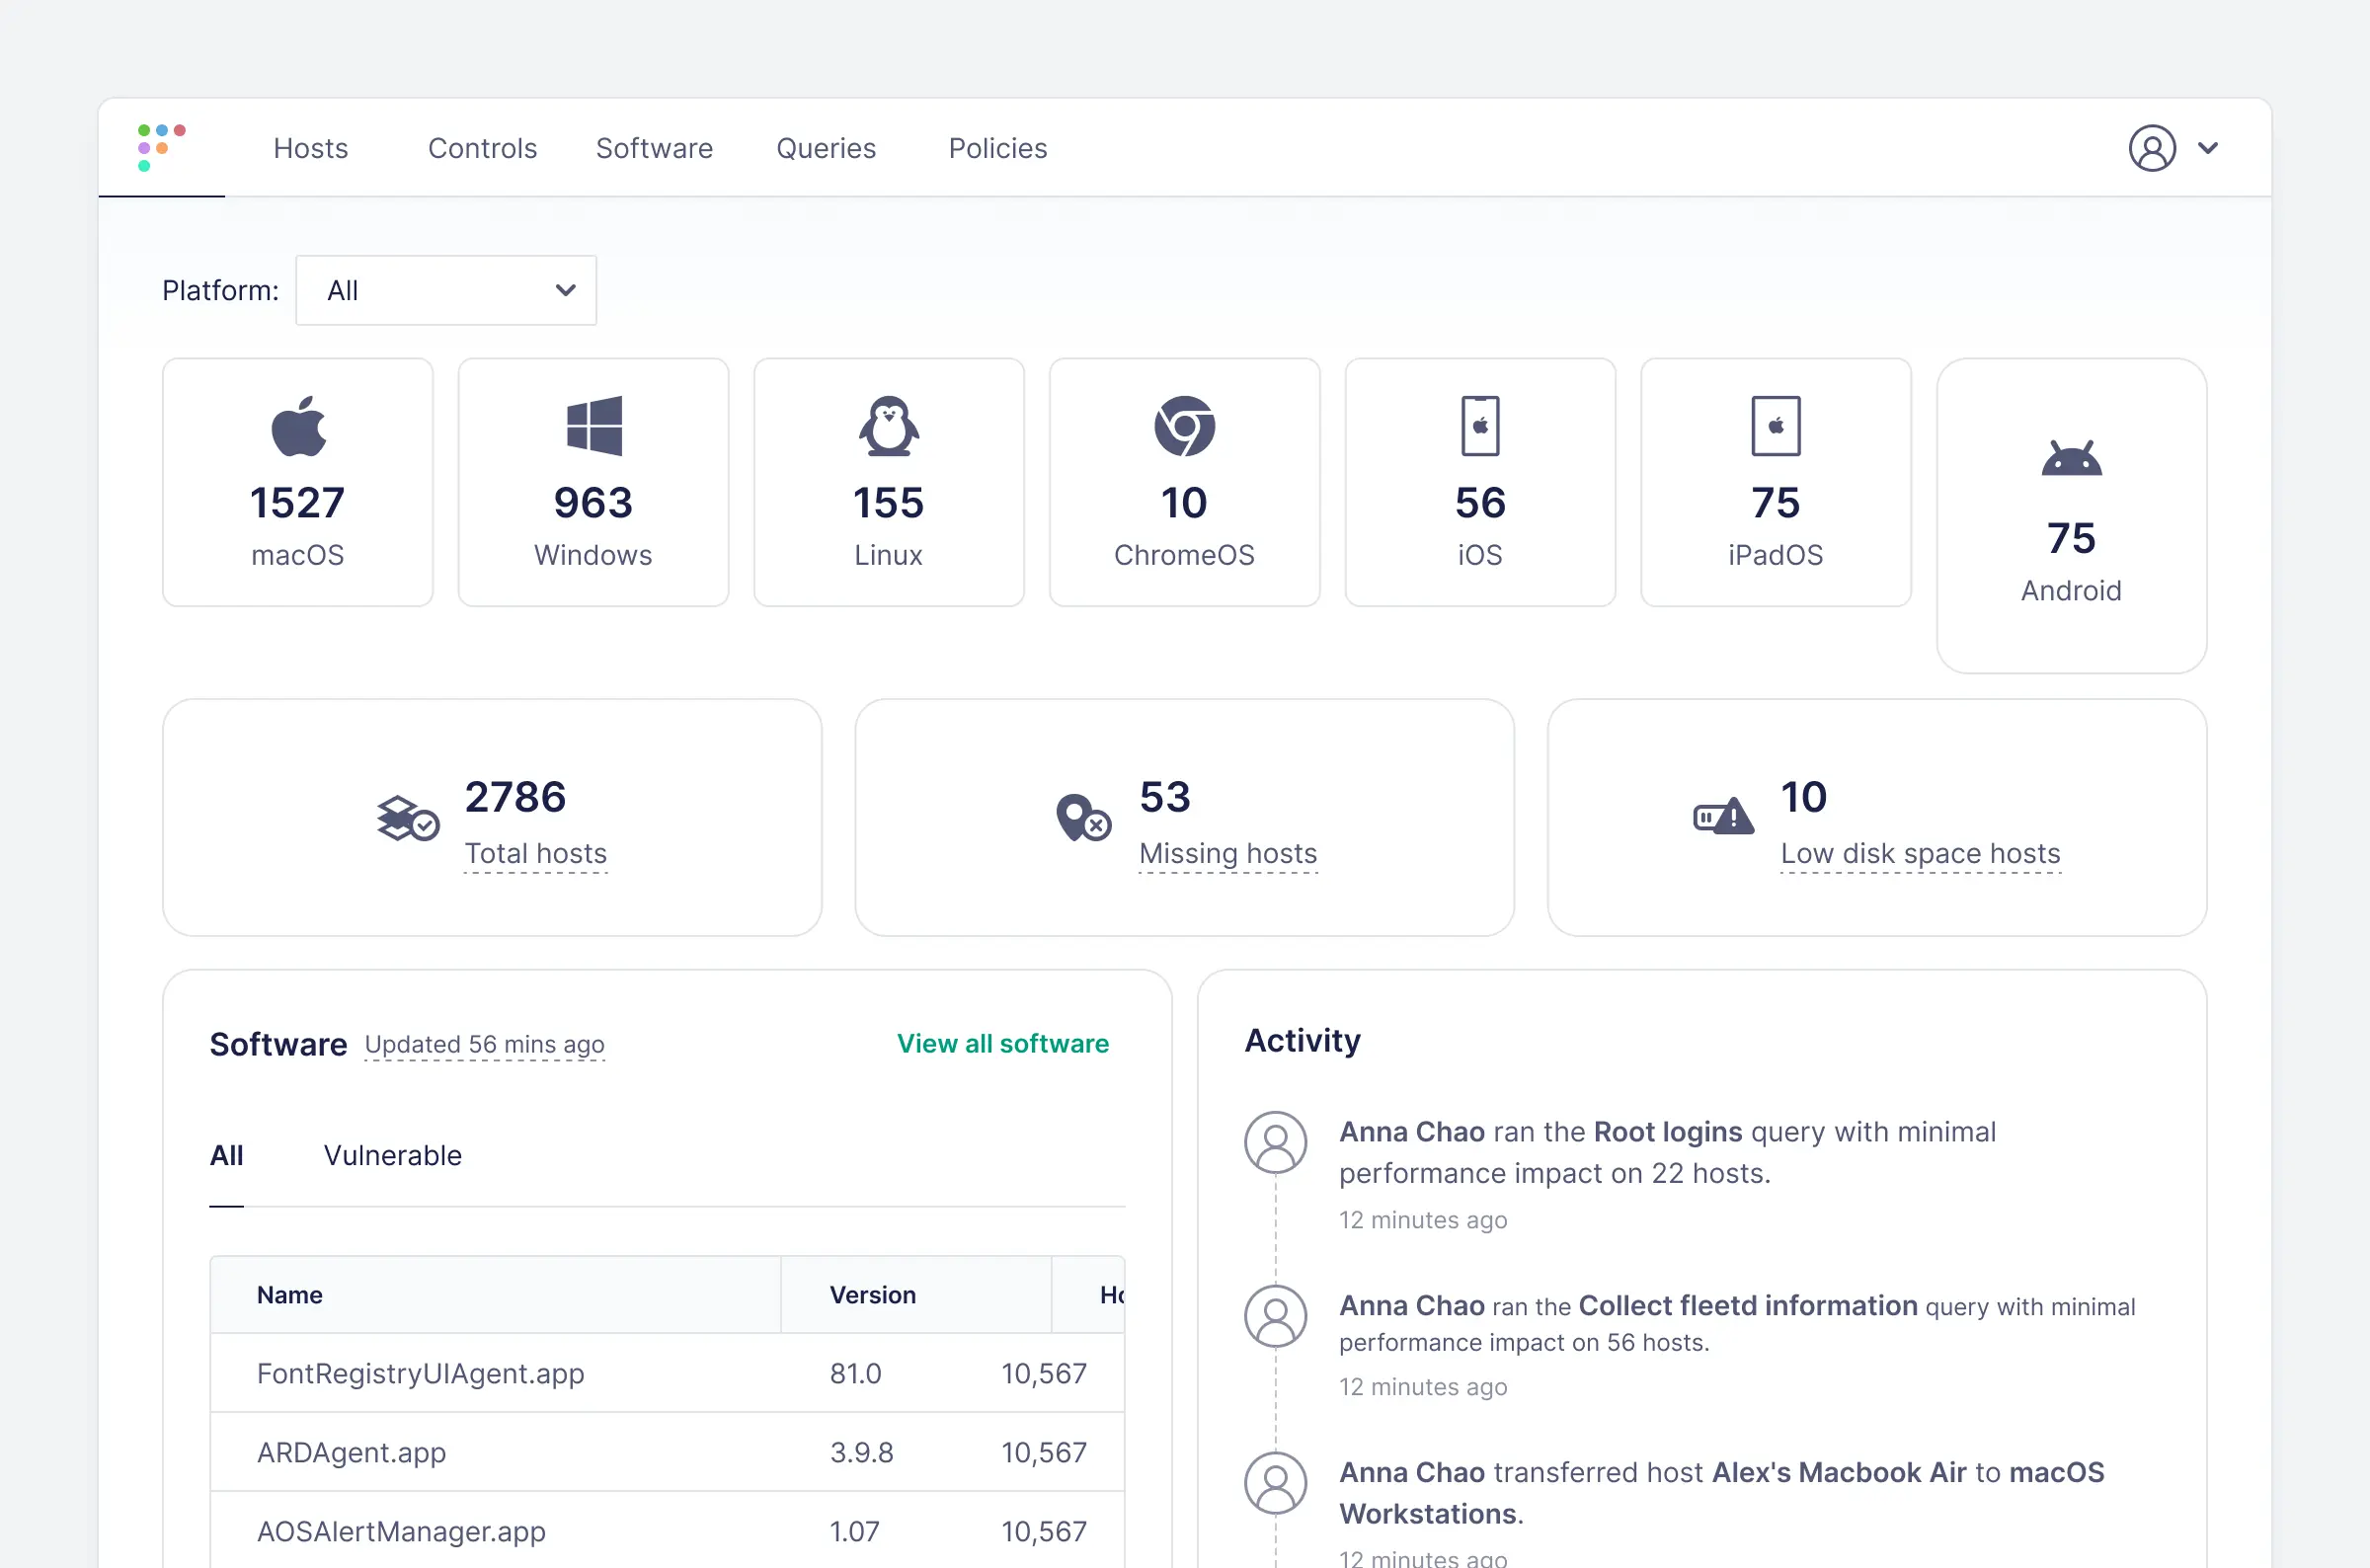 Hosts Controls Software Queries Policies
Platform: All
1527
macOS
963
Windows
155
Linux
10
ChromeOS
56
iOS
75
iPadOS
75
Android
2786
Total hosts
53
Missing hosts
10
Low disk space hosts
Software Updated 56 mins ago View all software
All Vulnerable
Name Version
FontRegistryUIAgent.app 81.0 10,567
ARDAgent.app 3.9.8 10,567
AOSAlertManager.app 1.07 10,567
Activity
Anna Chao ran the Root logins query with minimal
performance impact on 22 hosts.
12 minutes ago
Anna Chao ran the Collect fleetd information query with minimal
performance impact on 56 hosts.
12 minutes ago
Anna Chao transferred host Alex's Macbook Air to macOS
Workstations.
12 minutes ago